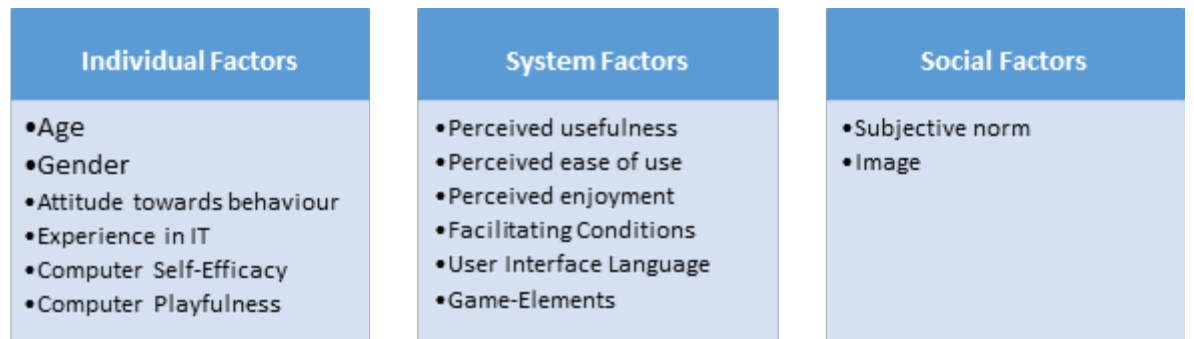 Individual Factors
•Age
•Gender
•Attitude towards behaviour
•Experience in IT
•Computer Self-Efficacy
•Computer Playfulness
System Factors
•Perceived usefulness
•Perceived ease of use
•Perceived enjoyment
•Facilitating Conditions
•User Interface Language
•Game-Elements
Social Factors
•Subjective norm
•Image